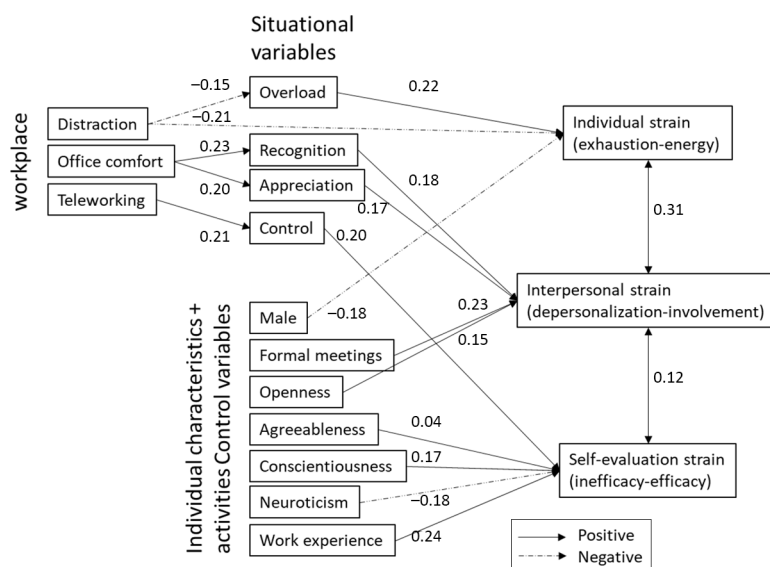 Situational
variables
−0.15
Overload
0.22
Distraction
−0.21
Individual strain
(exhaustion-energy)
workplace
Office comfort
0.23
Recognition
0.18
0.20
Appreciation
0.17
Teleworking
0.21
Control
0.20
0.31
Interpersonal strain
(depersonalization-involvement)
Individual characteristics +
activities Control variables
Male
−0.18
0.23
Formal meetings
0.15
Openness
0.12
Agreeableness
0.04
Conscientiousness
0.17
Self-evaluation strain
(inefficacy-efficacy)
Neuroticism
−0.18
Work experience
0.24
Positive
Negative